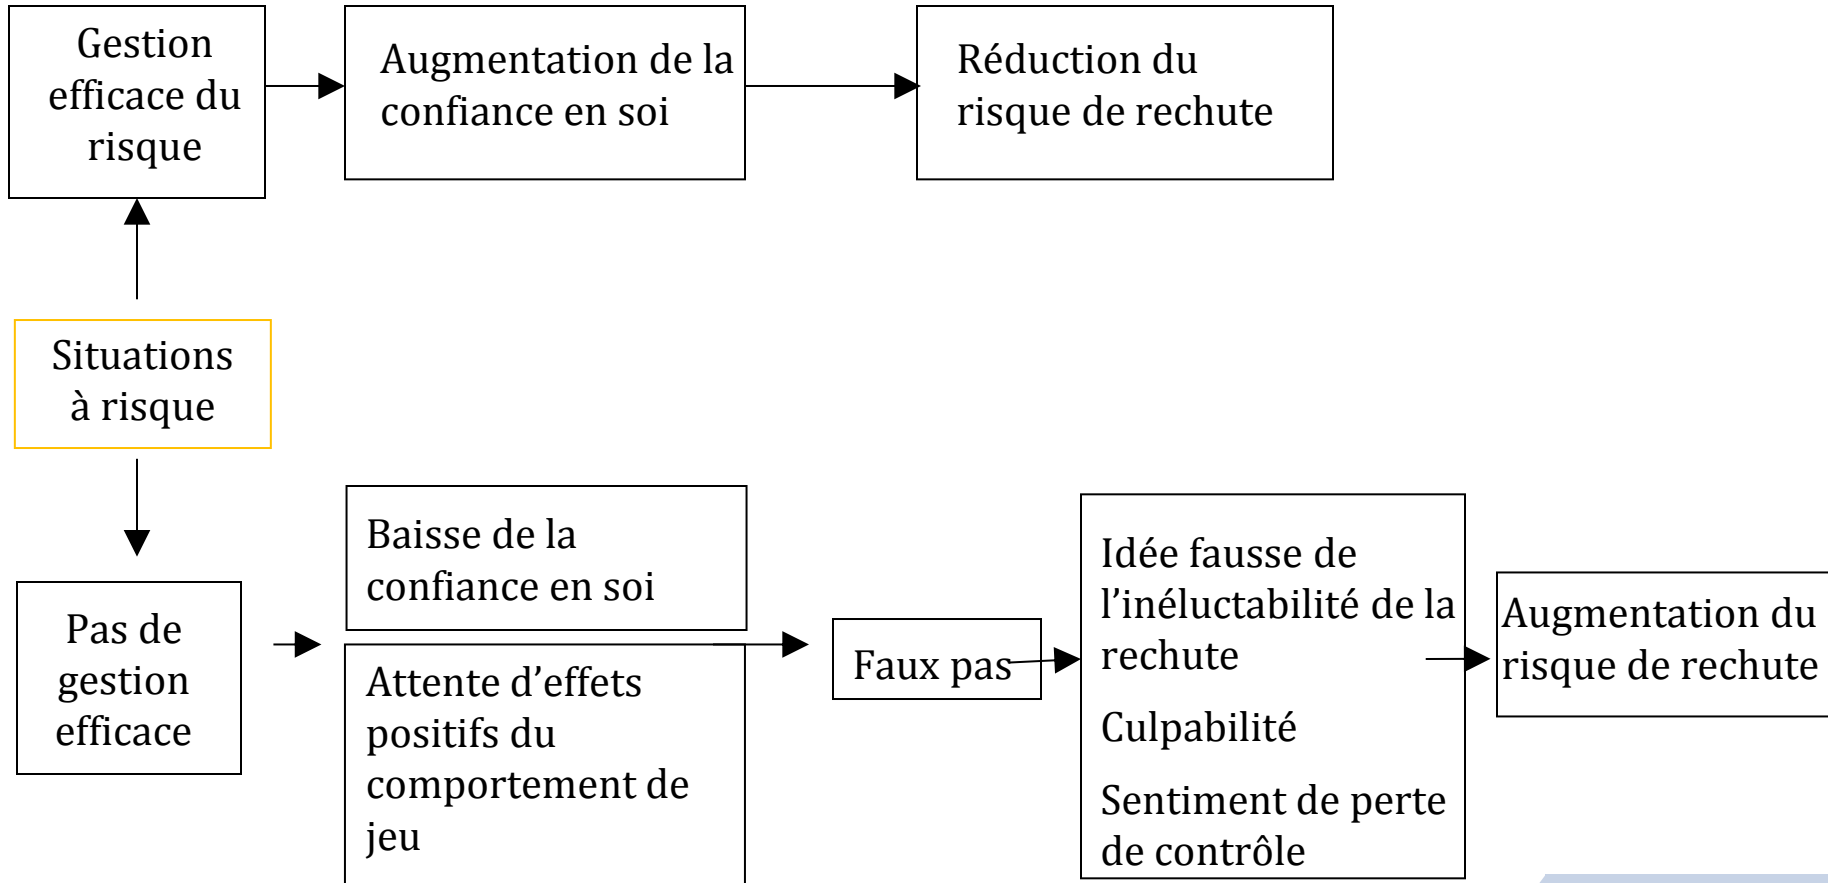 Gestion
efficace du
risque
Augmentation de la
confiance en soi
Réduction du
risque de rechute
Situations
à risque
Pas de
gestion
efficace
Baisse de la
confiance en soi
Attente d’effets
positifs du
comportement de
jeu
Faux pas
Idée fausse de
l’inéluctabilité de la
rechute
Culpabilité
Sentiment de perte
de contrôle
Augmentation du
risque de rechute